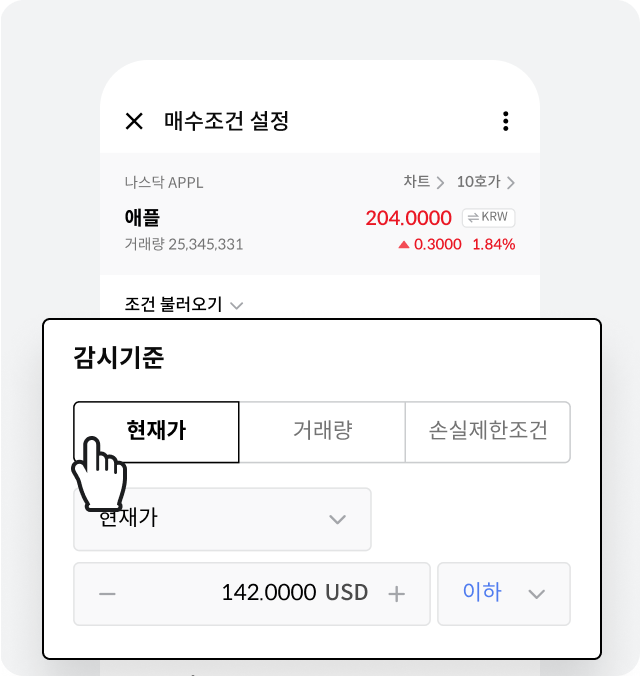 매수조건 설정
나스닥 APPL 차트 10호가
애플 204.0000 KRW
거래량 25,345,331 0.3000 1.84%
조건 불러오기
감시기준
현재가 거래량 손실제한조건
현재가
142.0000 USD 이하